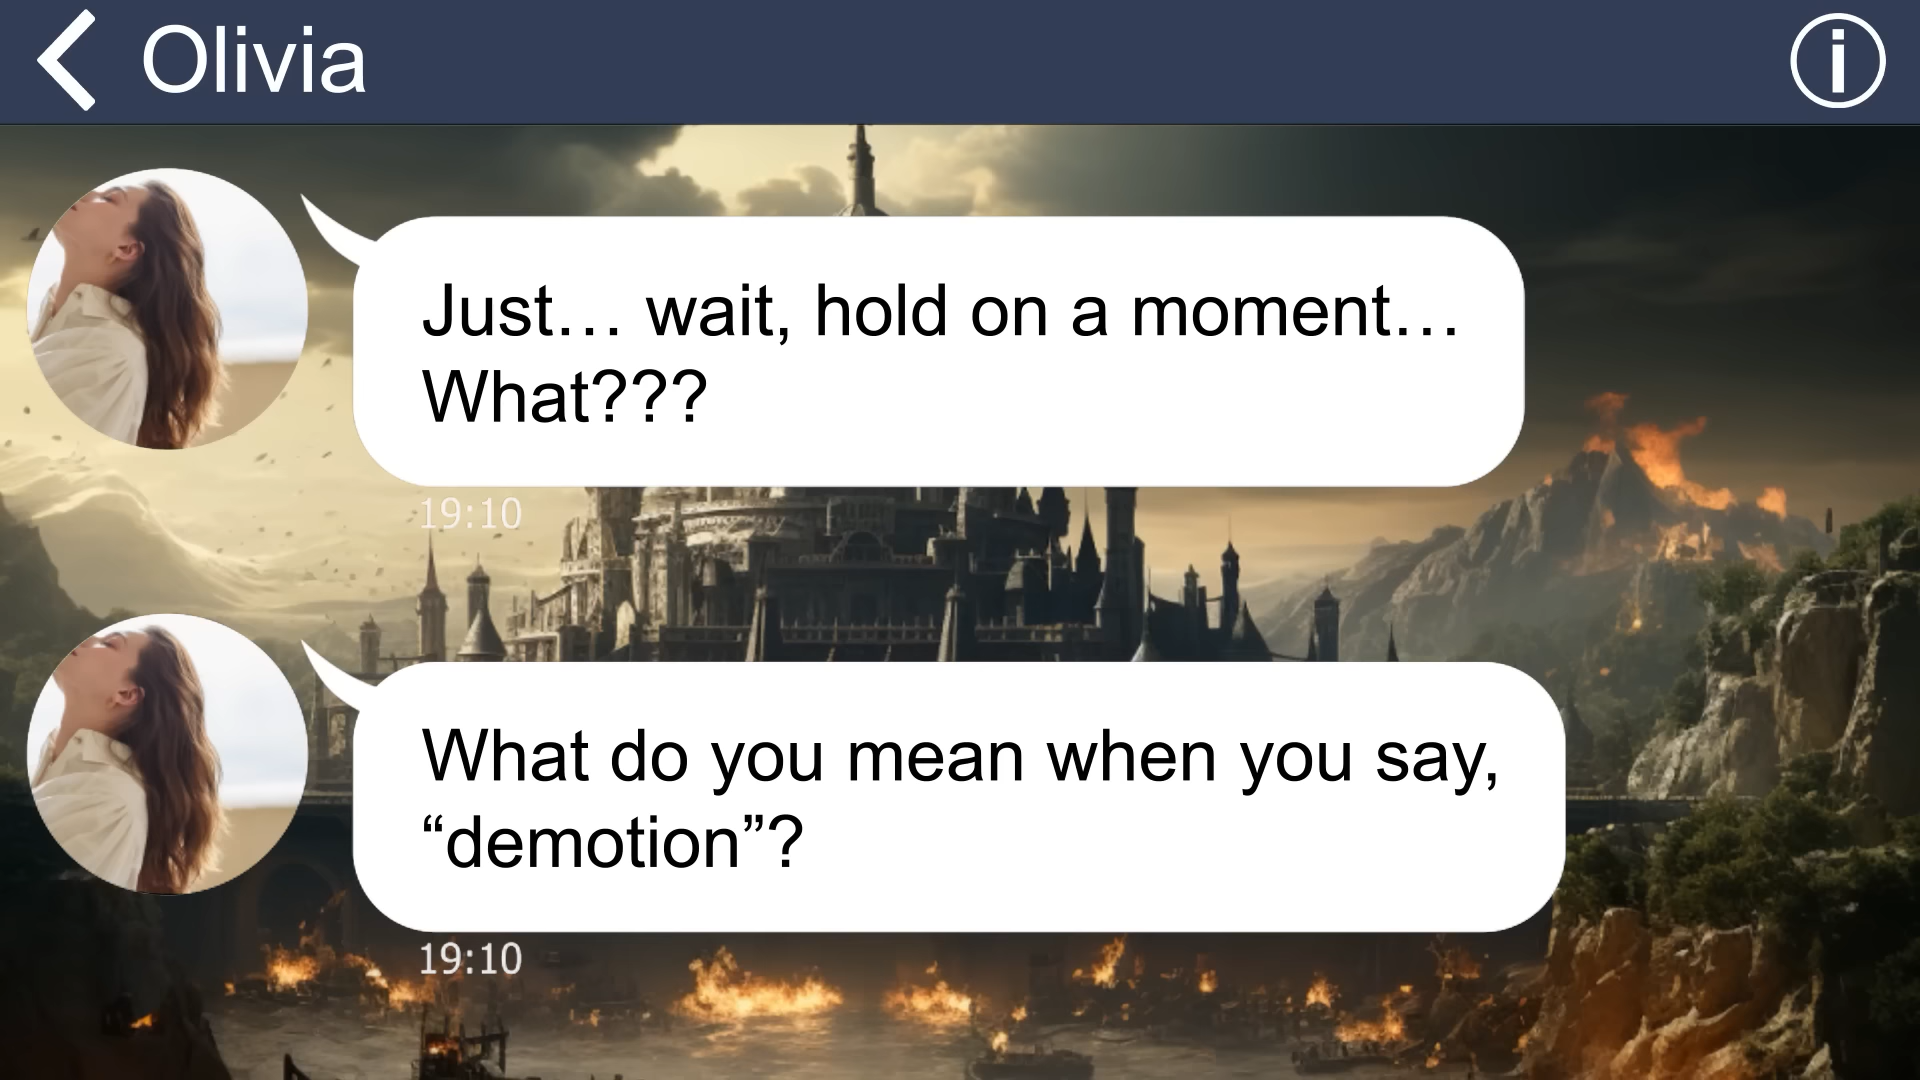 Olivia
Just… wait, hold on a moment…
What???
19:10
What do you mean when you say,
“demotion”?
19:10